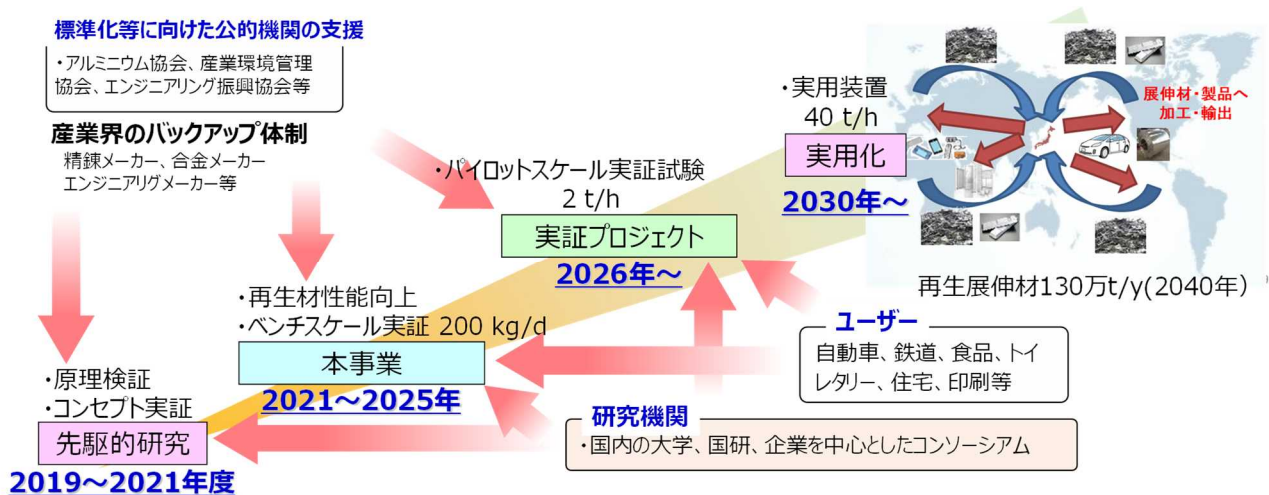 標準化等に向けた公的機関の支援
・アルミニウム協会、産業環境管理
協会、エンジニアリング振興協会等
産業界のバックアップ体制
精錬メーカー、合金メーカー
エンジニアリグメーカー等
・原理検証
・コンセプト実証
先駆的研究
2019～2021年度
・再生材性能向上
・ベンチスケール実証 200 kg/d
本事業
2021～2025年
・パイロットスケール実証試験
2 t/h
実証プロジェクト
2026年～
・実用装置
40 t/h
実用化
2030年～
展伸材・製品へ
加工・輸出
再生展伸材130万t/y(2040年）
ユーザー
自動車、鉄道、食品、トイ
レタリー、住宅、印刷等
研究機関
・国内の大学、国研、企業を中心としたコンソーシアム